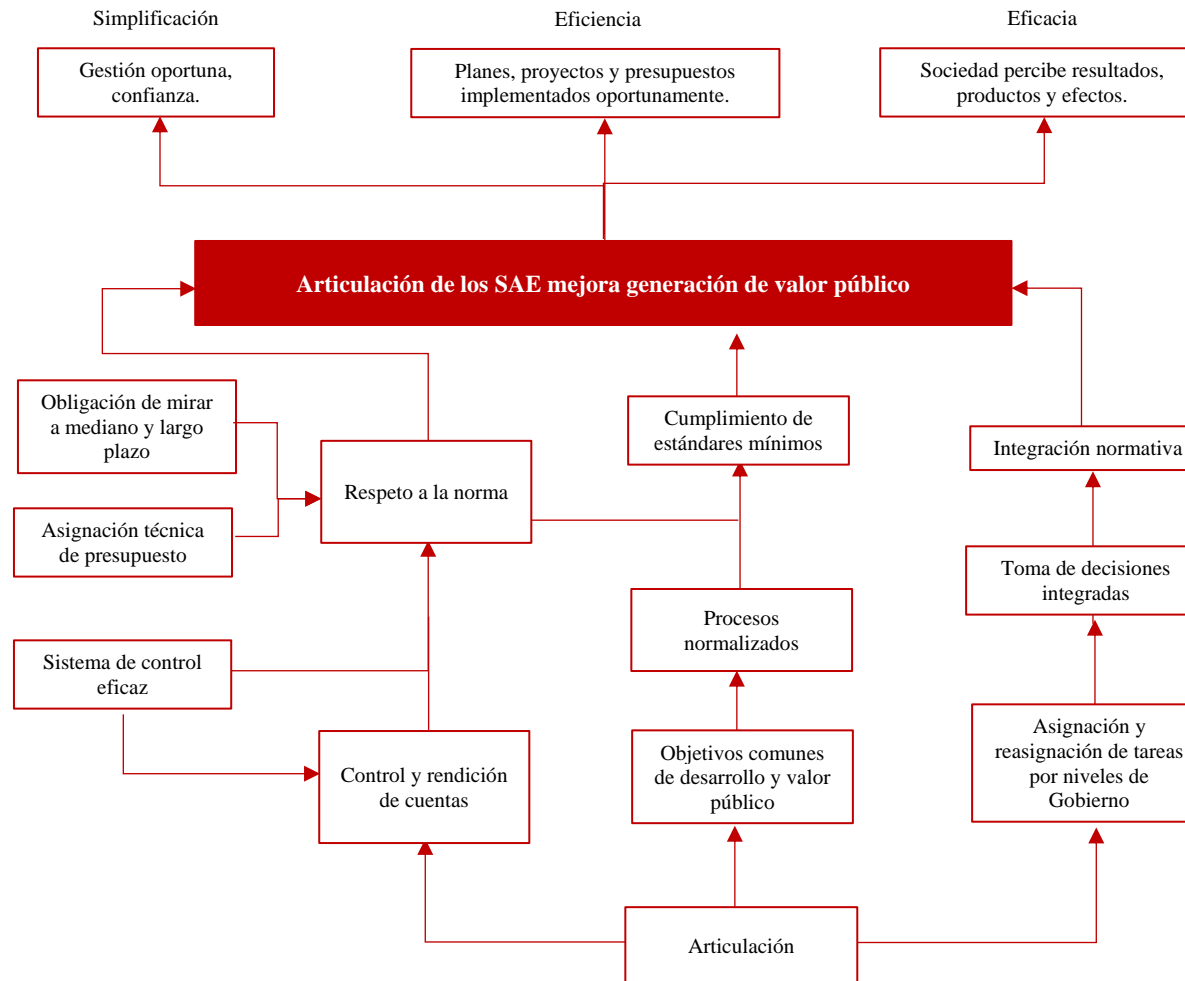 Simplificación
Eficiencia
Eficacia
Gestión oportuna,
confianza.
Planes, proyectos y presupuestos
implementados oportunamente.
Sociedad percibe resultados,
productos y efectos.
Articulación de los SAE mejora generación de valor público
Obligación de mirar
a mediano y largo
plazo
Cumplimiento de
estándares mínimos
Integración normativa
Respeto a la norma
Asignación técnica
de presupuesto
Toma de decisiones
integradas
Procesos
normalizados
Sistema de control
eficaz
Asignación y
reasignación de tareas
por niveles de
Gobierno
Objetivos comunes
de desarrollo y valor
público
Control y rendición
de cuentas
Articulación